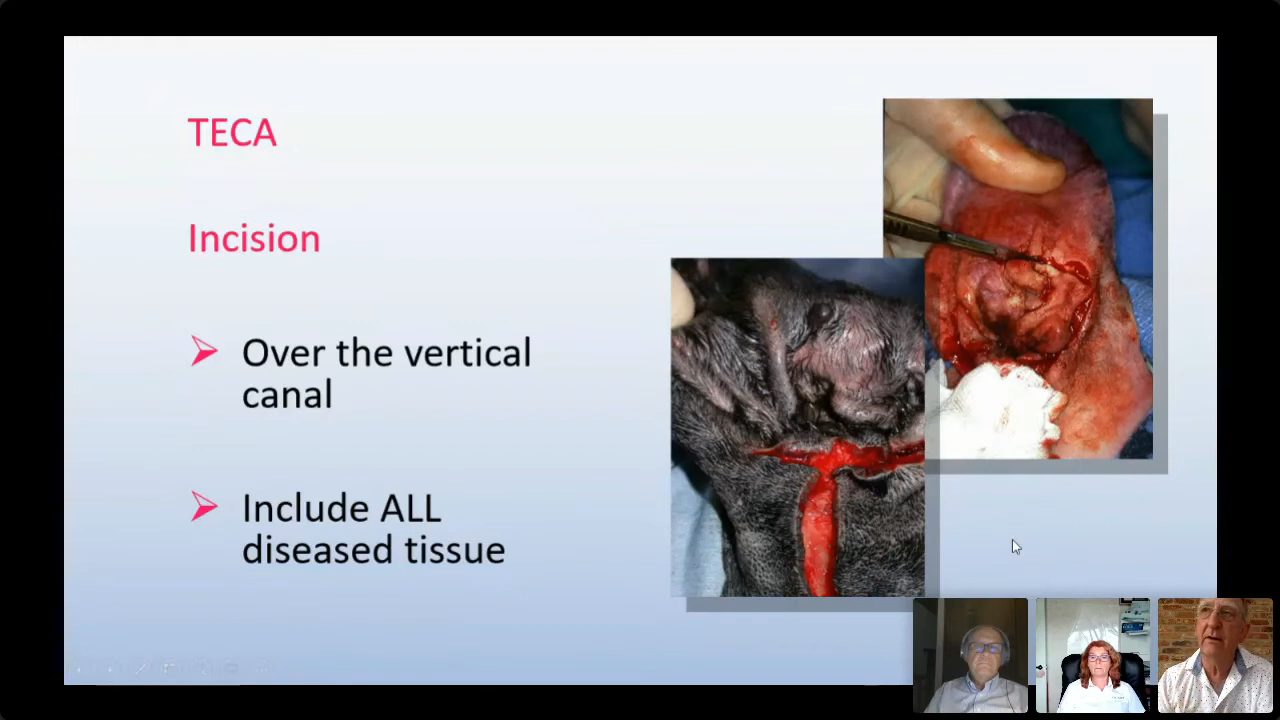 TECA
Incision
Over the vertical
canal
Include ALL
diseased tissue